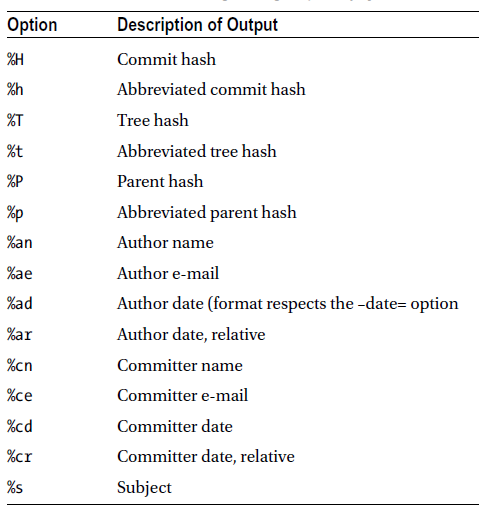 Option Description of Output
%H Commit hash
%h Abbreviated commit hash
%T Tree hash
%t Abbreviated tree hash
%P Parent hash
%p Abbreviated parent hash
%an Author name
%ae Author e-mail
%ad Author date (format respects the –date= option
%ar Author date, relative
%cn Committer name
%ce Committer e-mail
%cd Committer date
%cr Committer date, relative
%s Subject